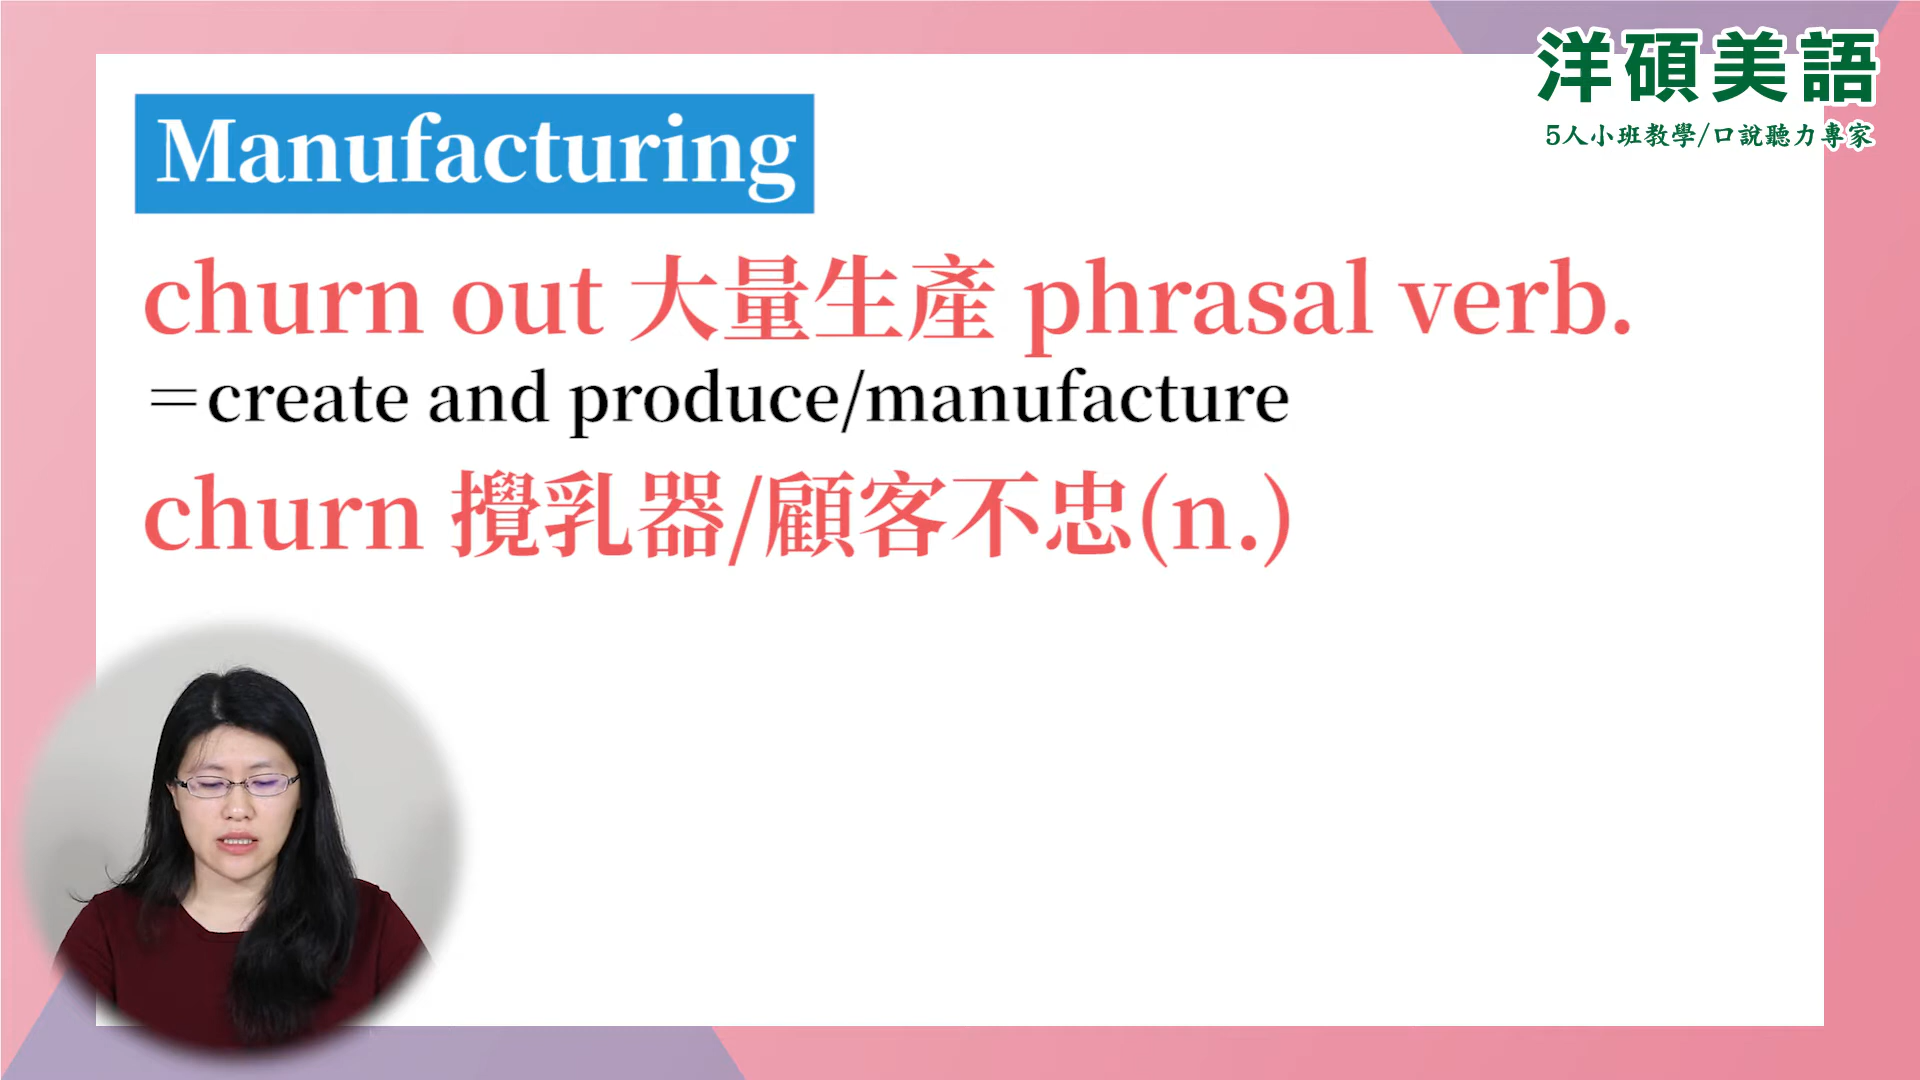 洋碩美語
5人小班教學/口說聽力專家
Manufacturing
churn out 大量生產 phrasal verb.
＝create and produce/manufacture
churn 攪乳器/顧客不忠(n.)